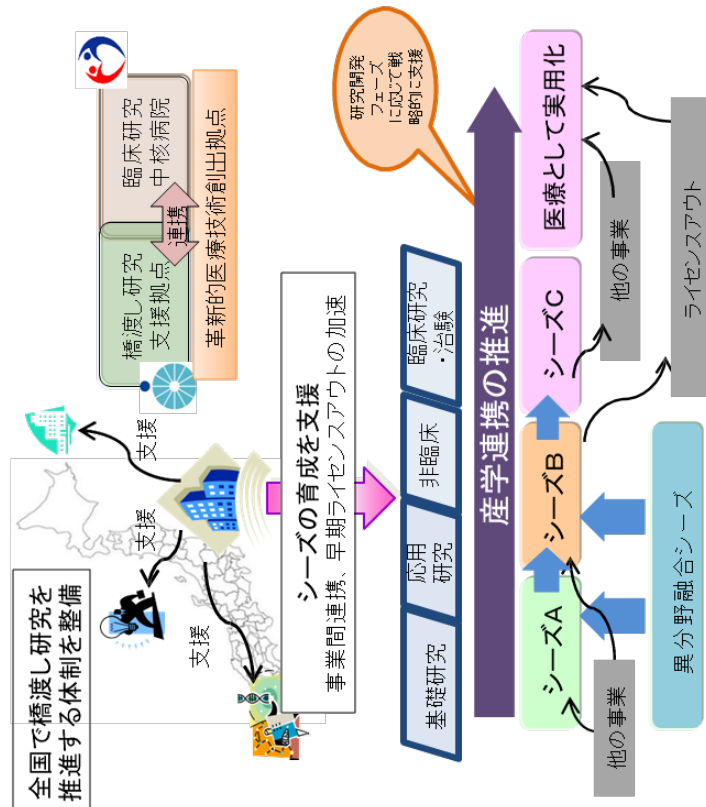 全国で橋渡し研究を
推進する体制を整備
支援
支援
支援
橋渡し研究
支援拠点
連携
臨床研究
中核病院
革新的医療技術創出拠点
シーズの育成を支援
事業間連携、早期ライセンスアウトの加速
基礎研究
応用
研究
非臨床
臨床研究
・治験
研究開発
フェーズ
に応じて戦
略的に支援
産学連携の推進
シーズA
シーズB
シーズC
医療として実用化
他の事業
他の事業
異分野融合シーズ
ライセンスアウト